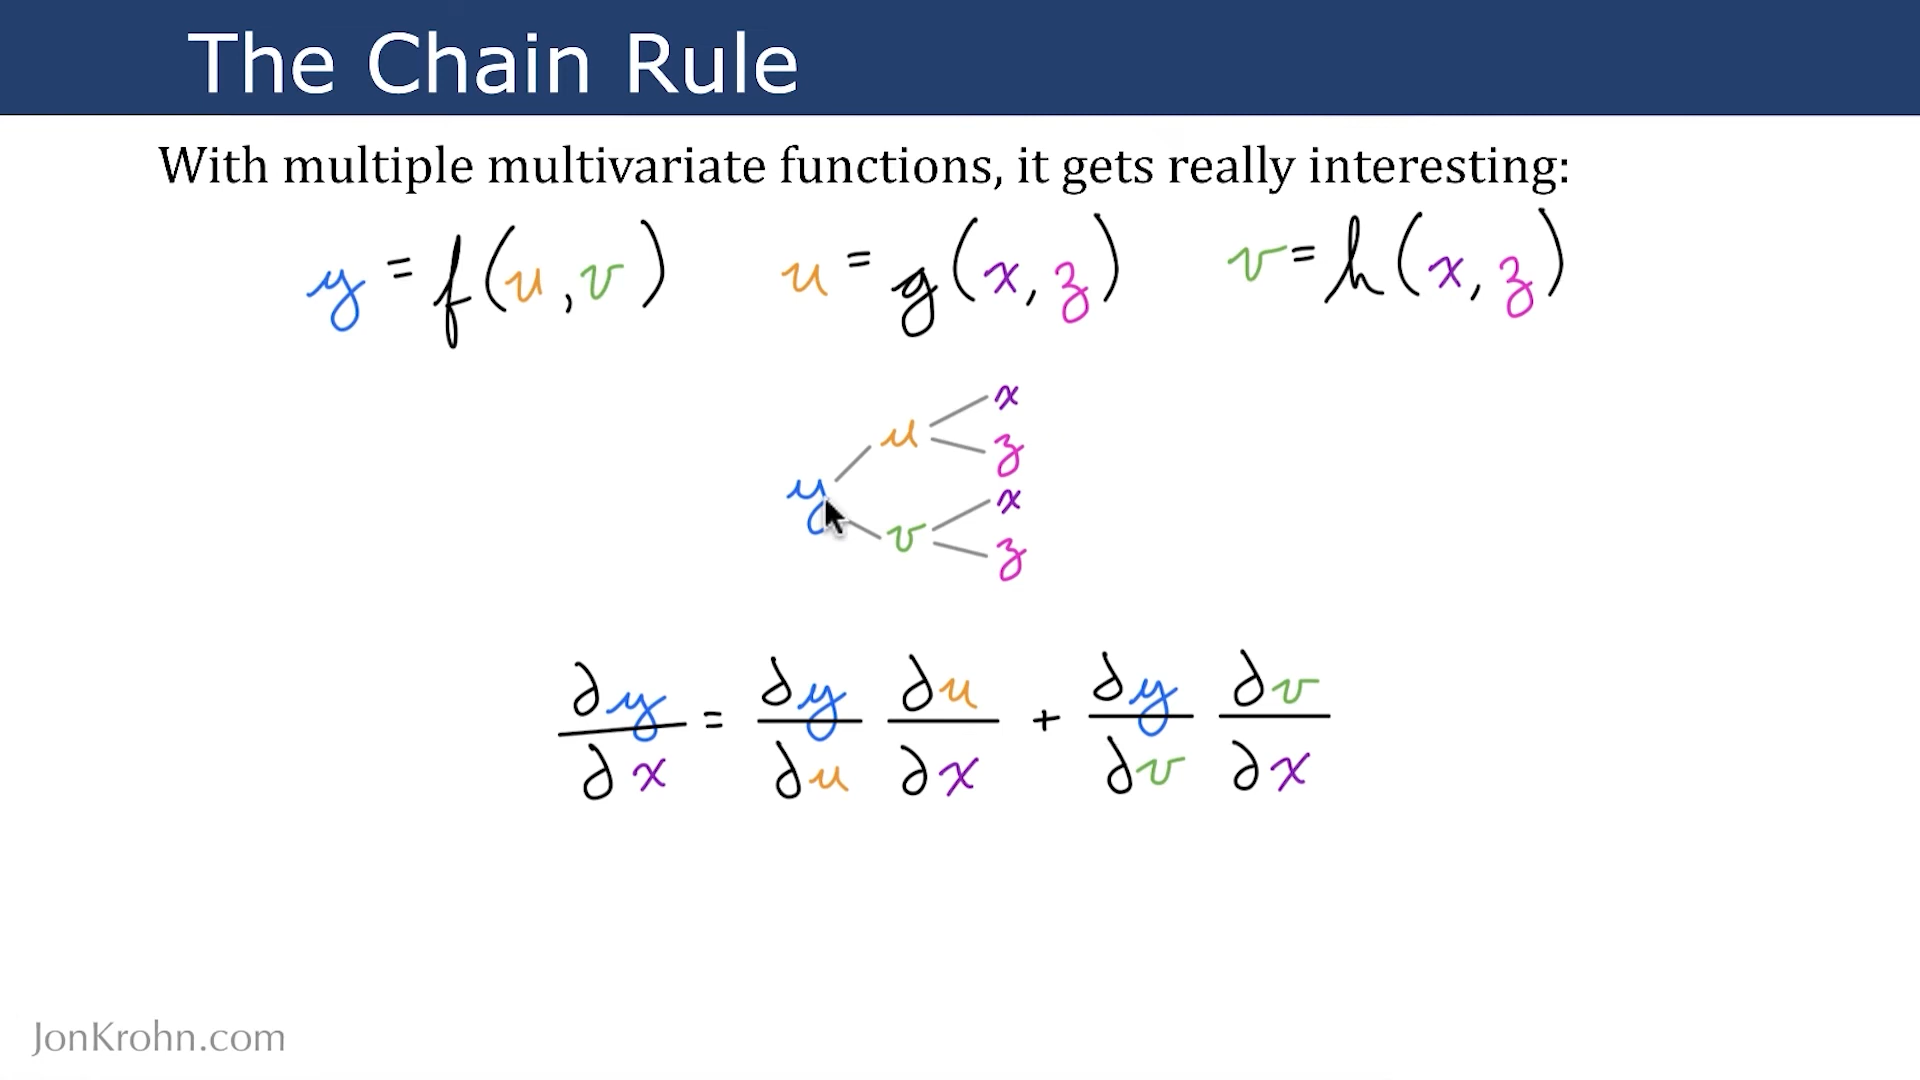 The Chain Rule
With multiple multivariate functions, it gets really interesting:
y = f(u, v) u = g(x, z) v = h(x, z)
x
u
z
y
x
v
z
∂y/∂x = ∂y/∂u ∂u/∂x + ∂y/∂v ∂v/∂x
JonKrohn.com